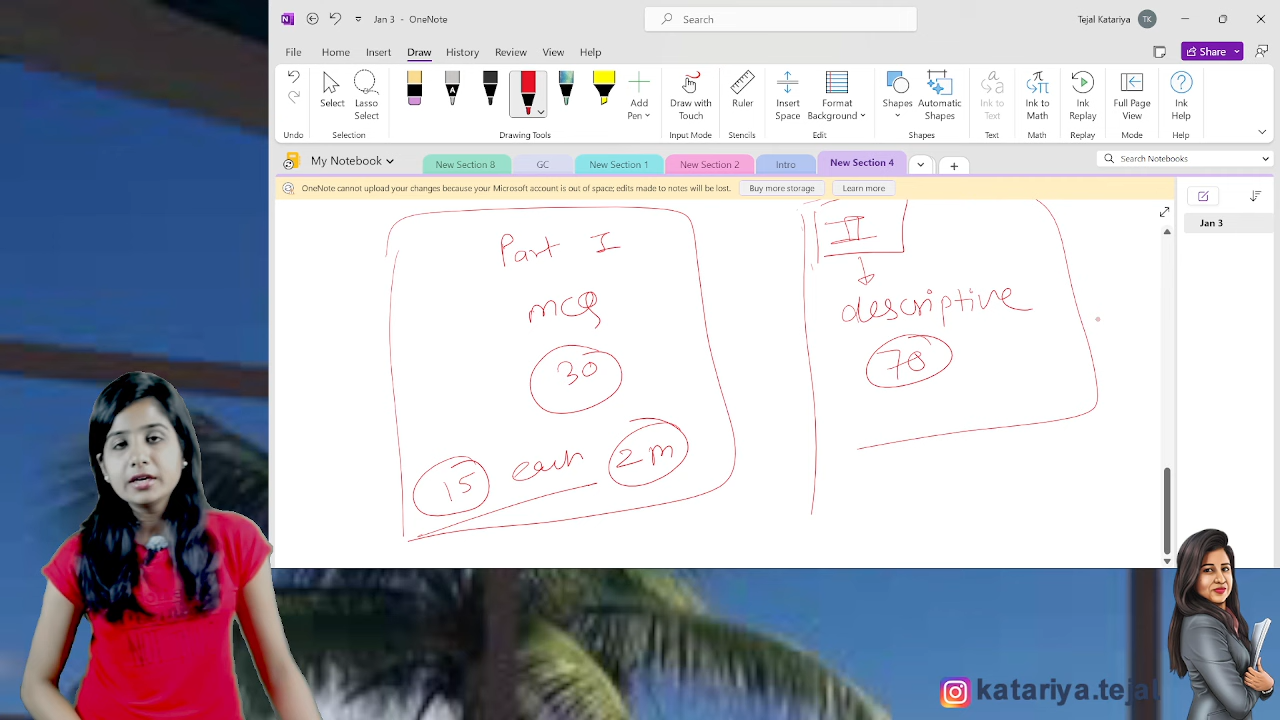 Jan 3 - OneNote
Search
Tejal Katariya
TK
File Home Insert Draw History Review View Help
Share
Select
Lasso Select
A
Add Pen
Draw with Touch
Ruler
Insert Space
Format Background
Shapes
Automatic Shapes
Ink to Text
Ink to Math
Ink Replay
Full Page View
Ink Help
Undo Selection Drawing Tools Input Mode Stencils Edit Shapes Text Math Replay Mode Help
My Notebook
New Section 8 GC New Section 1 New Section 2 Intro New Section 4
Search Notebooks
OneNote cannot upload your changes because your Microsoft account is out of space; edits made to notes will be lost. Buy more storage Learn more
Jan 3
Part I
mcq
30
15 each 2m
II
descriptive
70
katariya.tejal